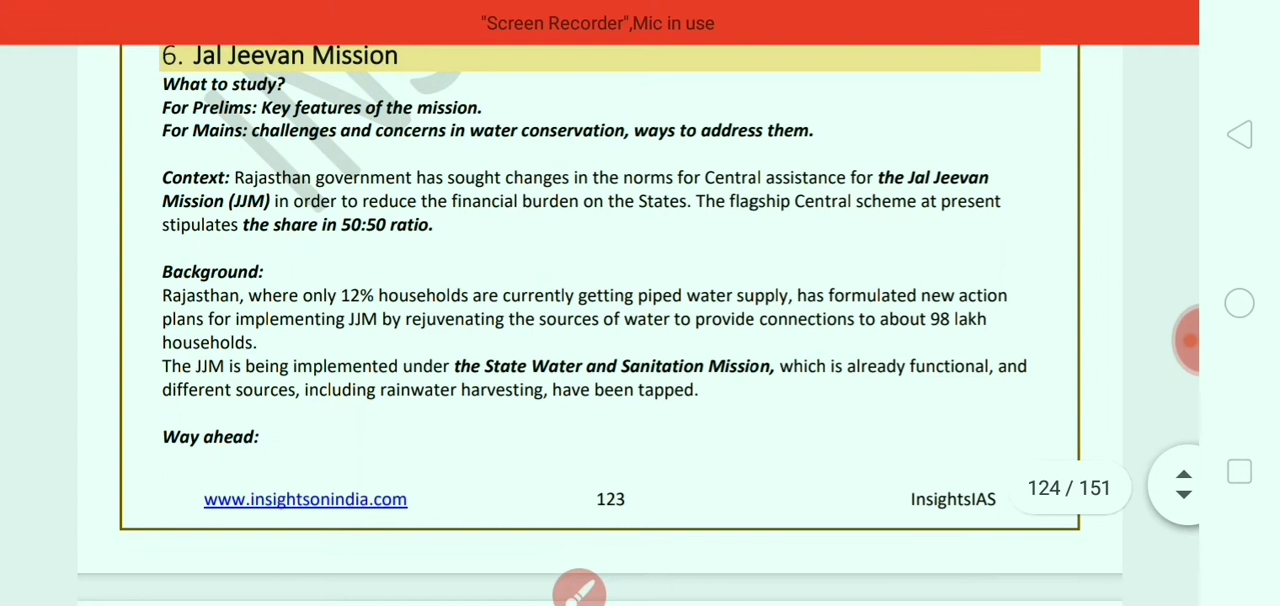 "Screen Recorder",Mic in use
6. Jal Jeevan Mission
What to study?
For Prelims: Key features of the mission.
For Mains: challenges and concerns in water conservation, ways to address them.
Context: Rajasthan government has sought changes in the norms for Central assistance for the Jal Jeevan
Mission (JJM) in order to reduce the financial burden on the States. The flagship Central scheme at present
stipulates the share in 50:50 ratio.
Background:
Rajasthan, where only 12% households are currently getting piped water supply, has formulated new action
plans for implementing JJM by rejuvenating the sources of water to provide connections to about 98 lakh
households.
The JJM is being implemented under the State Water and Sanitation Mission, which is already functional, and
different sources, including rainwater harvesting, have been tapped.
Way ahead:
www.insightsonindia.com 123 InsightsIAS
124 / 151